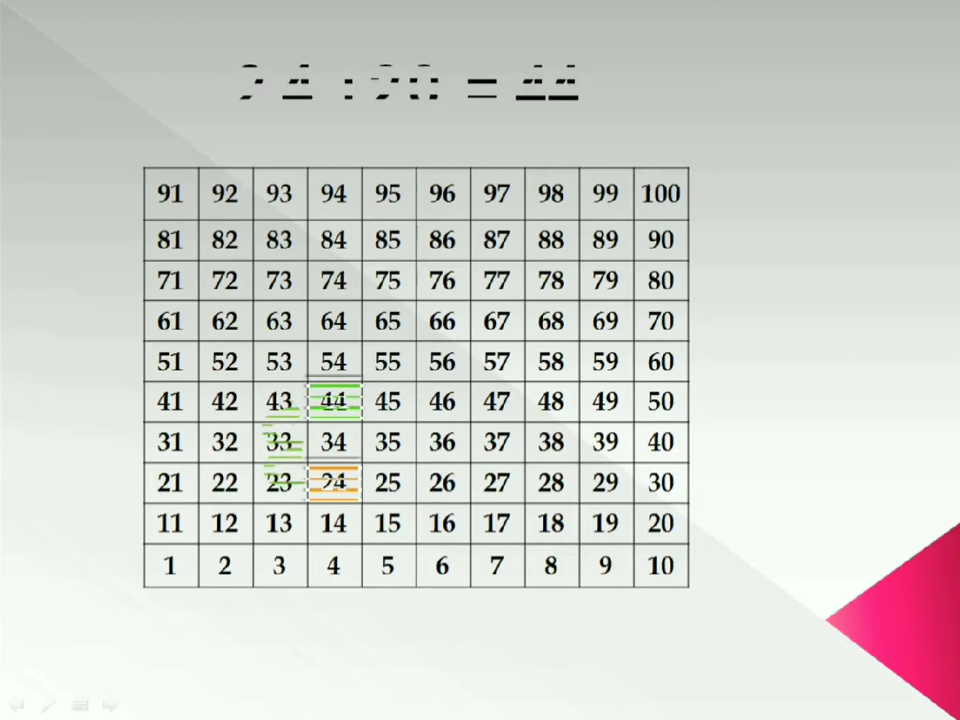 24 + 20 = 44
91 92 93 94 95 96 97 98 99 100
81 82 83 84 85 86 87 88 89 90
71 72 73 74 75 76 77 78 79 80
61 62 63 64 65 66 67 68 69 70
51 52 53 54 55 56 57 58 59 60
41 42 43 44 45 46 47 48 49 50
31 32 33 34 35 36 37 38 39 40
21 22 23 24 25 26 27 28 29 30
11 12 13 14 15 16 17 18 19 20
1 2 3 4 5 6 7 8 9 10